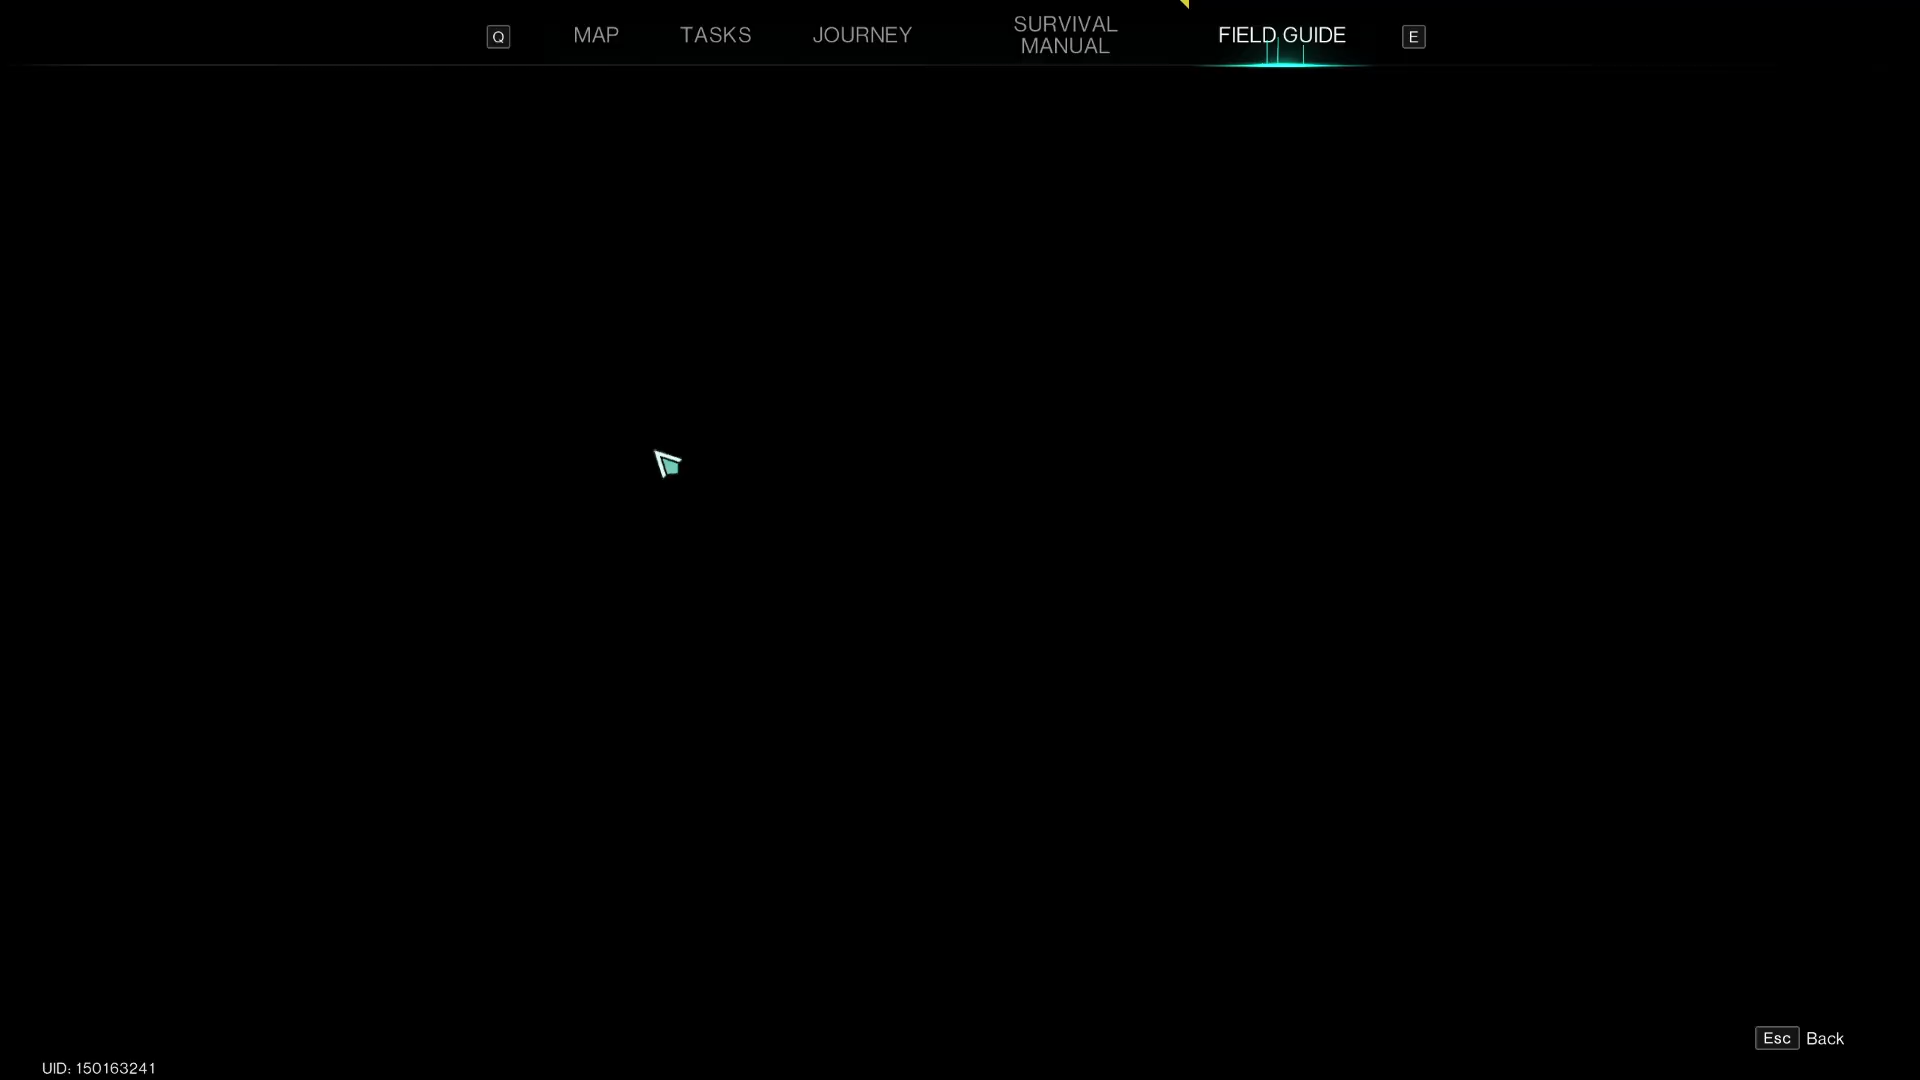 Q
MAP
TASKS
JOURNEY
SURVIVAL
MANUAL
FIELD GUIDE
E
Esc Back
UID: 150163241